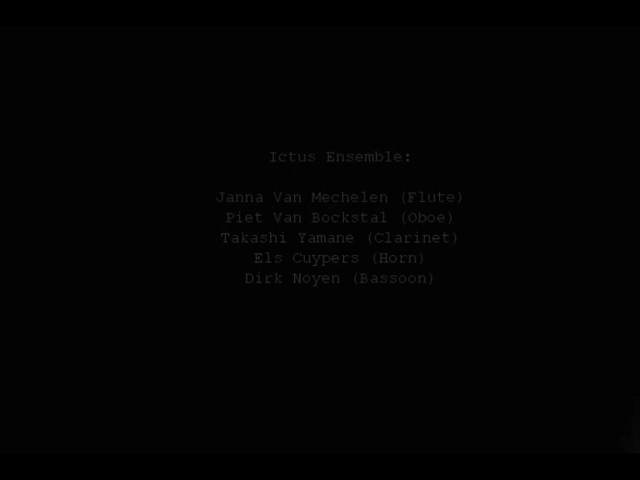 Ictus Ensemble:
Janna Van Mechelen (Flute)
Piet Van Bockstal (Oboe)
Takashi Yamane (Clarinet)
Els Cuypers (Horn)
Dirk Noyen (Bassoon)